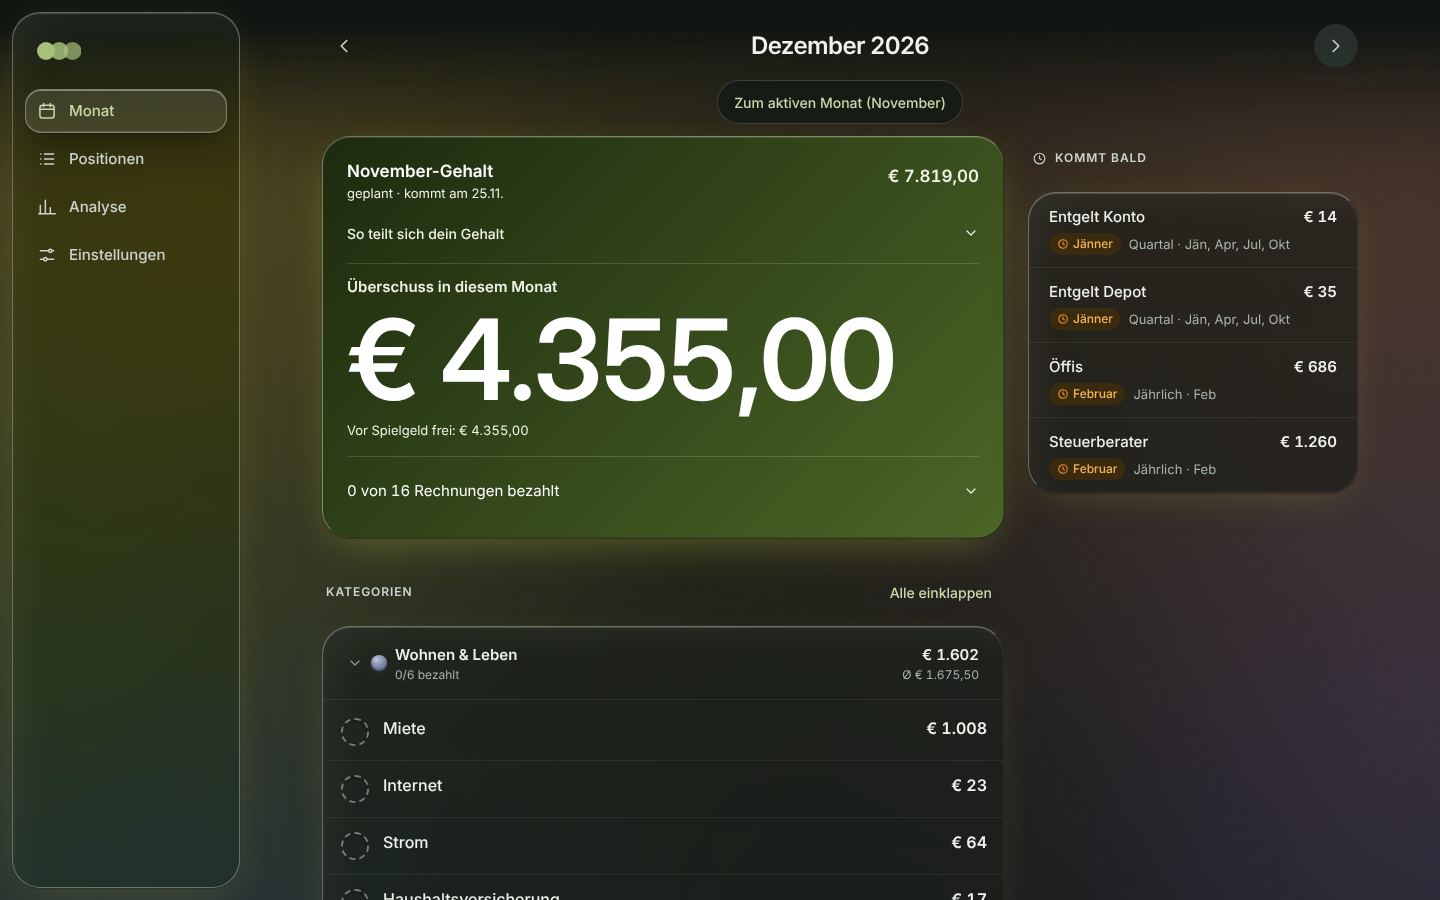 Dezember 2026
Zum aktiven Monat (November)
Monat
Positionen
Analyse
Einstellungen
November-Gehalt
€ 7.819,00
geplant · kommt am 25.11.
So teilt sich dein Gehalt
Überschuss in diesem Monat
€ 4.355,00
Vor Spielgeld frei: € 4.355,00
0 von 16 Rechnungen bezahlt
KOMMT BALD
Entgelt Konto € 14
Jänner Quartal · Jän, Apr, Jul, Okt
Entgelt Depot € 35
Jänner Quartal · Jän, Apr, Jul, Okt
Öffis € 686
Februar Jährlich · Feb
Steuerberater € 1.260
Februar Jährlich · Feb
KATEGORIEN Alle einklappen
Wohnen & Leben € 1.602
0/6 bezahlt Ø € 1.675,50
Miete € 1.008
Internet € 23
Strom € 64
Haushaltsversicherung € 17